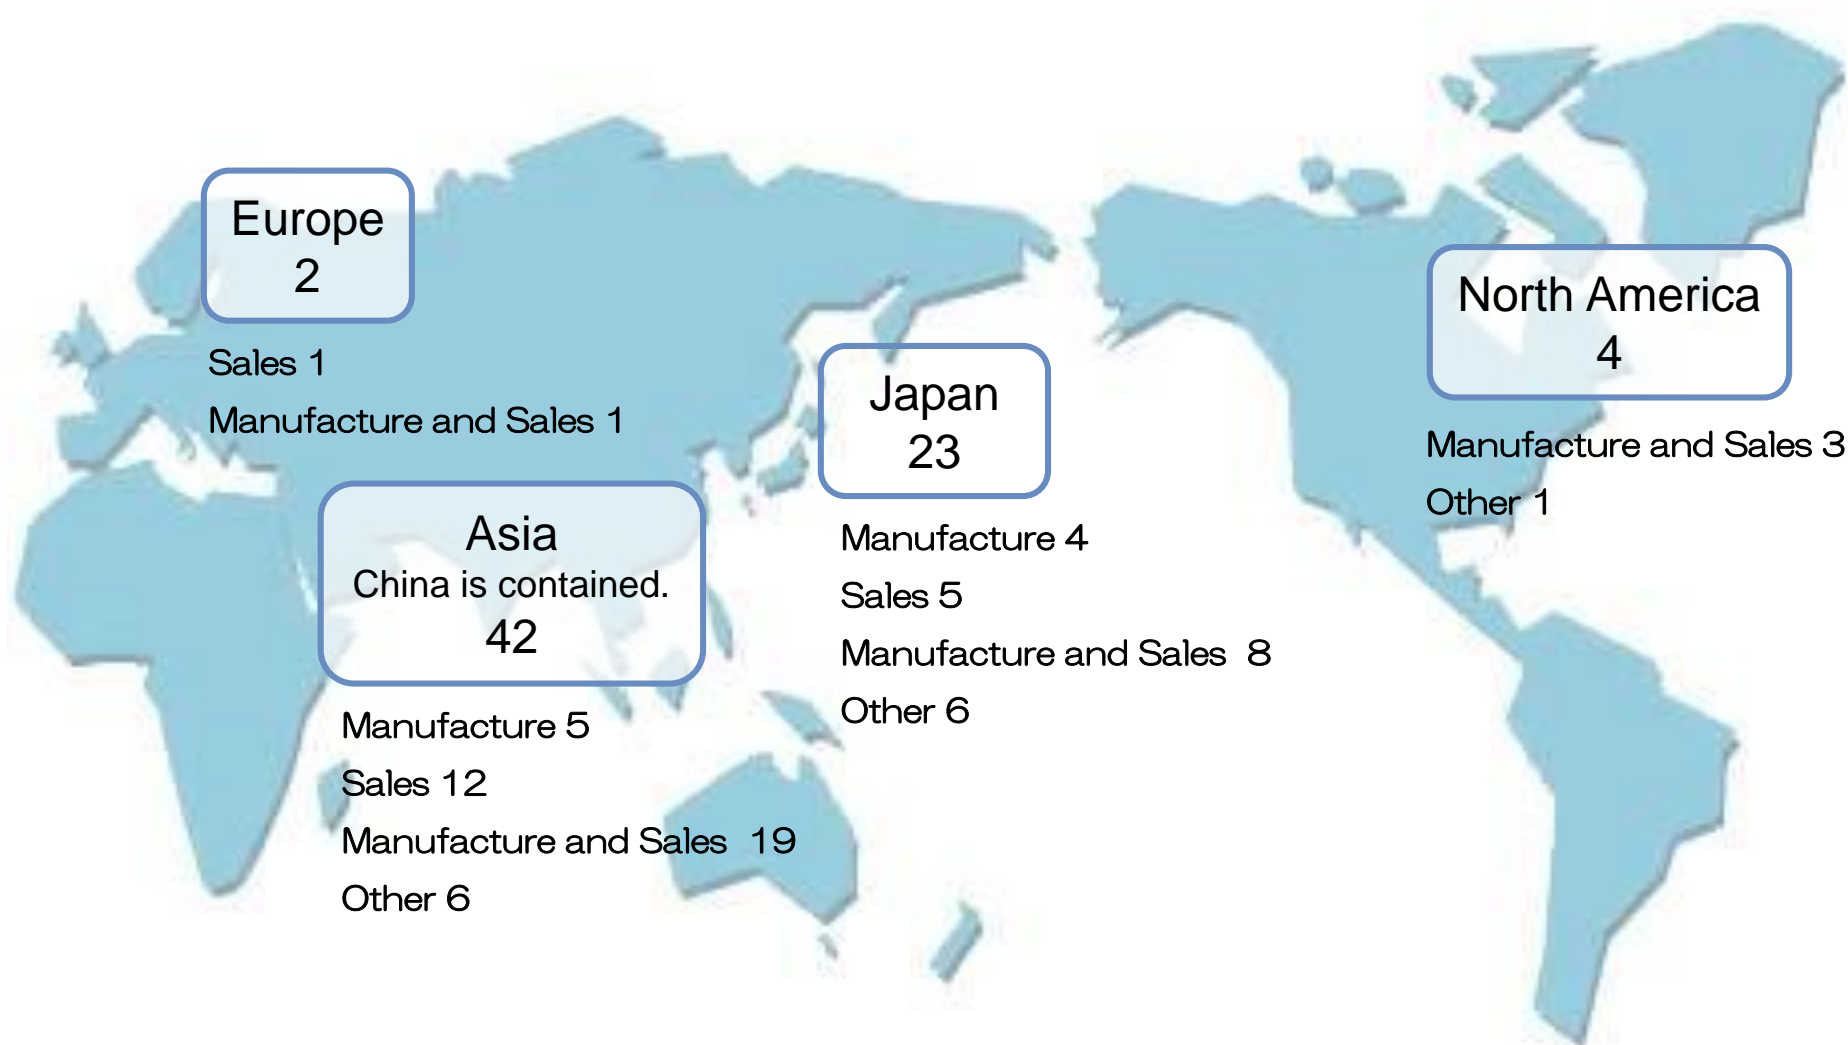 Europe
2
Sales 1
Manufacture and Sales 1
Asia
China is contained.
42
Manufacture 5
Sales 12
Manufacture and Sales 19
Other 6
Japan
23
Manufacture 4
Sales 5
Manufacture and Sales 8
Other 6
North America
4
Manufacture and Sales 3
Other 1